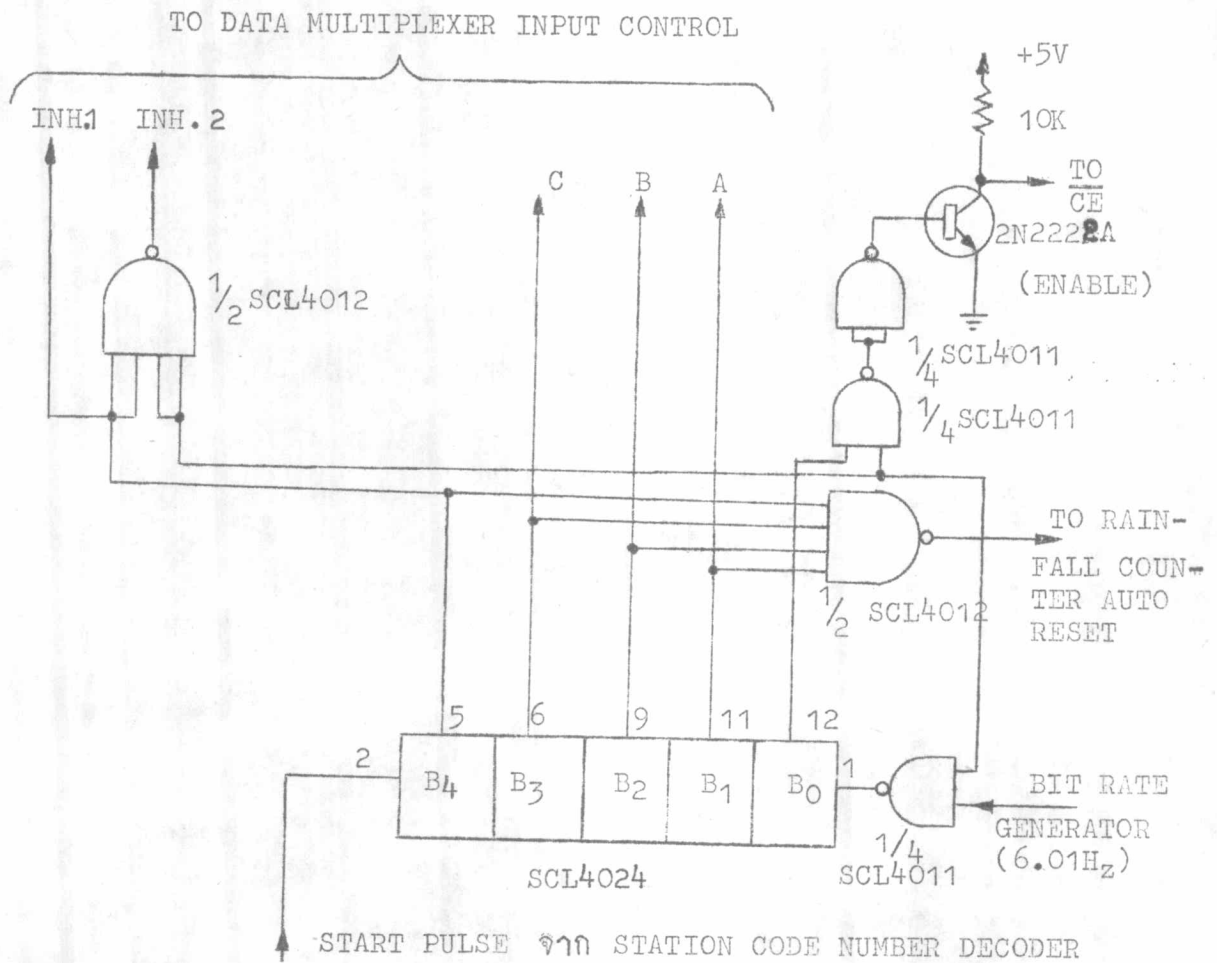 TO DATA MULTIPLEXER INPUT CONTROL
INH.1
INH.2
+5V
10K
C
B
A
TO
CE
2N2222A
(ENABLE)
1/2 SCL4012
1/4 SCL4011
1/4 SCL4011
TO RAIN-
FALL COUN-
TER AUTO
RESET
1/2 SCL4012
5
6
9
11
12
2
B4
B3
B2
B1
B0
1
BIT RATE
GENERATOR
(6.01Hz)
1/4
SCL4011
SCL4024
START PULSE จาก STATION CODE NUMBER DECODER